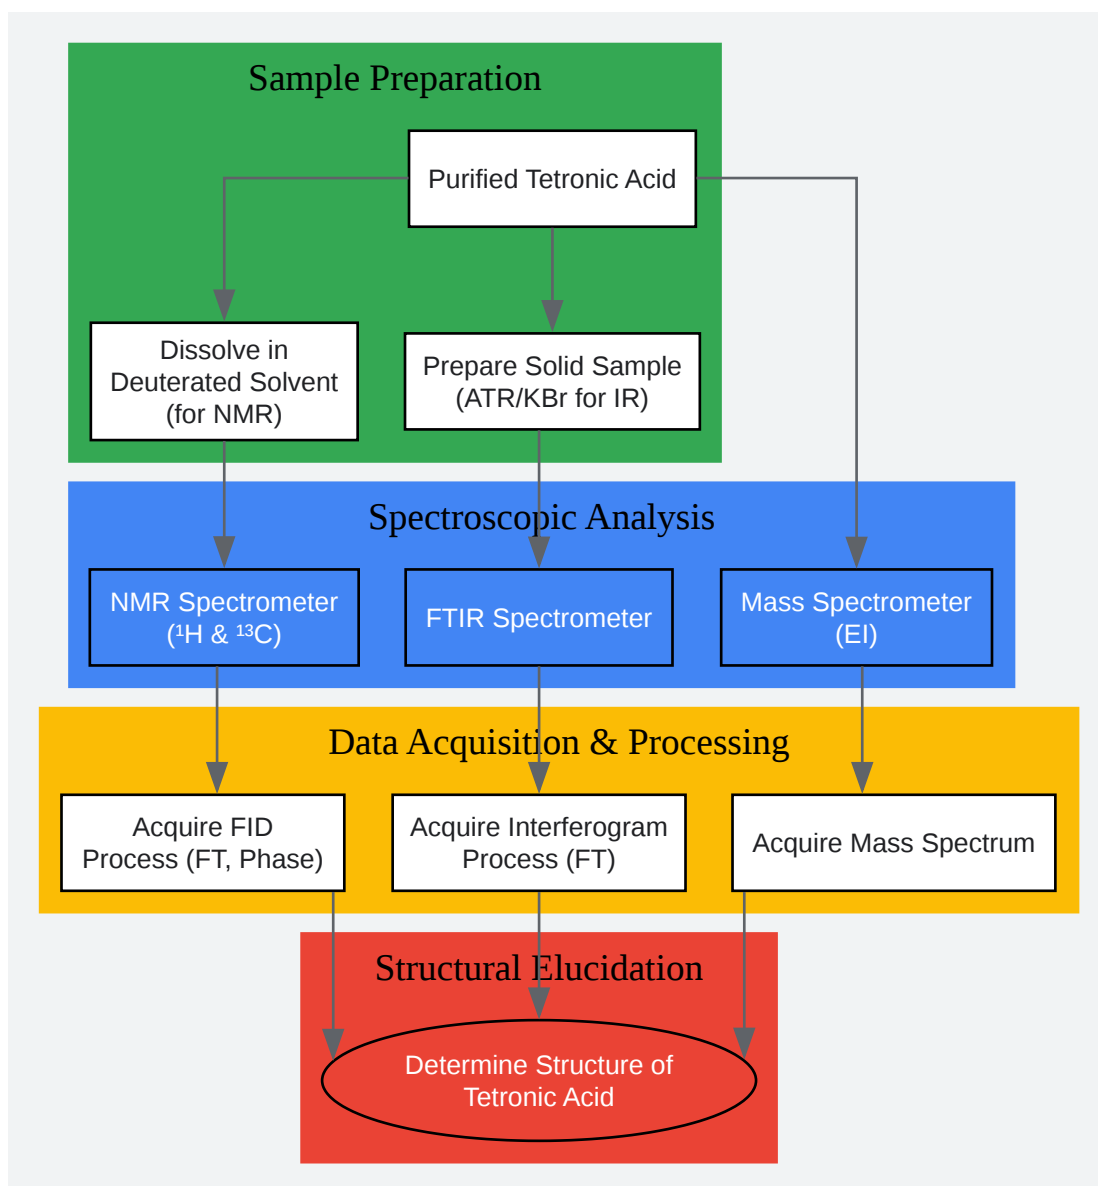 Sample Preparation
Purified Tetronic Acid
Dissolve in
Deuterated Solvent
(for NMR)
Prepare Solid Sample
(ATR/KBr for IR)
Spectroscopic Analysis
NMR Spectrometer
(¹H & ¹³C)
FTIR Spectrometer
Mass Spectrometer
(EI)
Data Acquisition & Processing
Acquire FID
Process (FT, Phase)
Acquire Interferogram
Process (FT)
Acquire Mass Spectrum
Structural Elucidation
Determine Structure of
Tetronic Acid